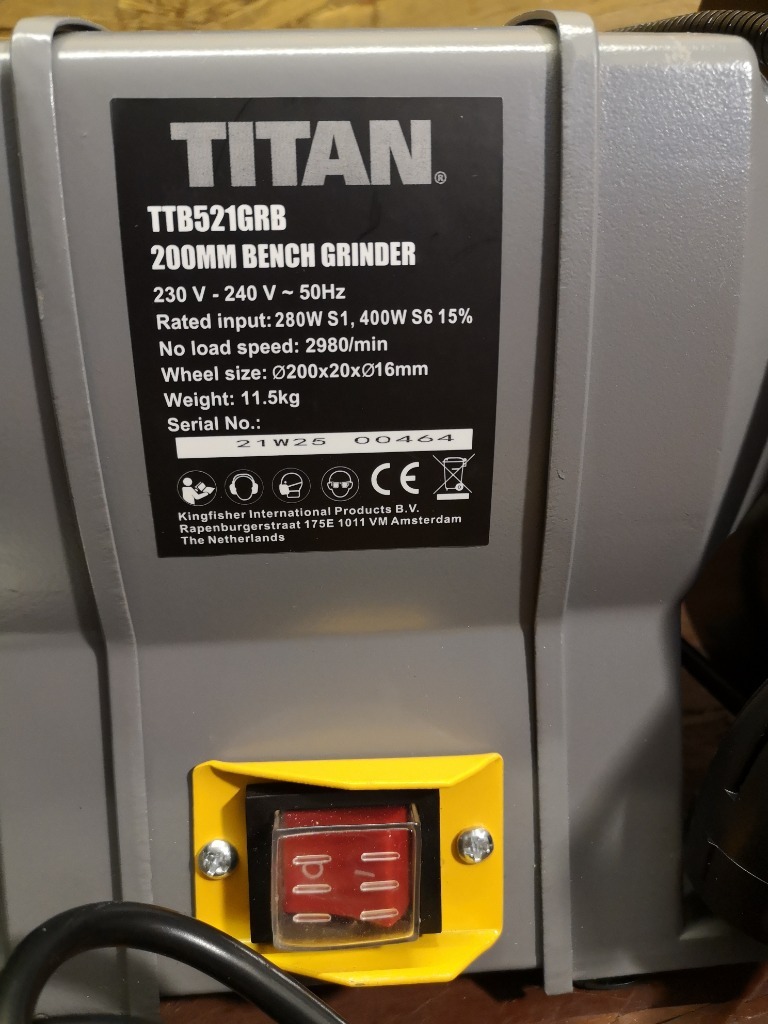 TITAN®
TTB521GRB
200MM BENCH GRINDER
230 V - 240 V ~ 50Hz
Rated input: 280W S1, 400W S6 15%
No load speed: 2980/min
Wheel size: Ø200x20xØ16mm
Weight: 11.5kg
Serial No.:
21W25 00464
CE
Kingfisher International Products B.V.
Rapenburgerstraat 175E 1011 VM Amsterdam
The Netherlands